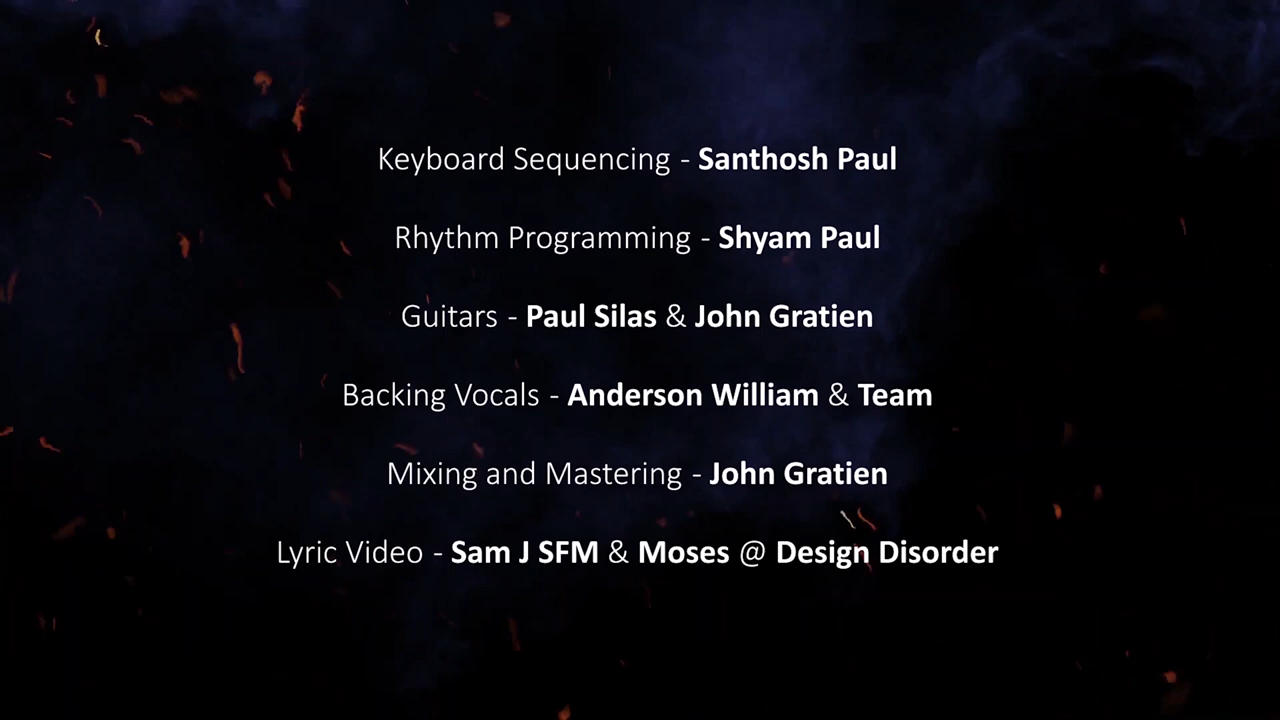 Keyboard Sequencing - Santhosh Paul
Rhythm Programming - Shyam Paul
Guitars - Paul Silas & John Gratien
Backing Vocals - Anderson William & Team
Mixing and Mastering - John Gratien
Lyric Video - Sam J SFM & Moses @ Design Disorder